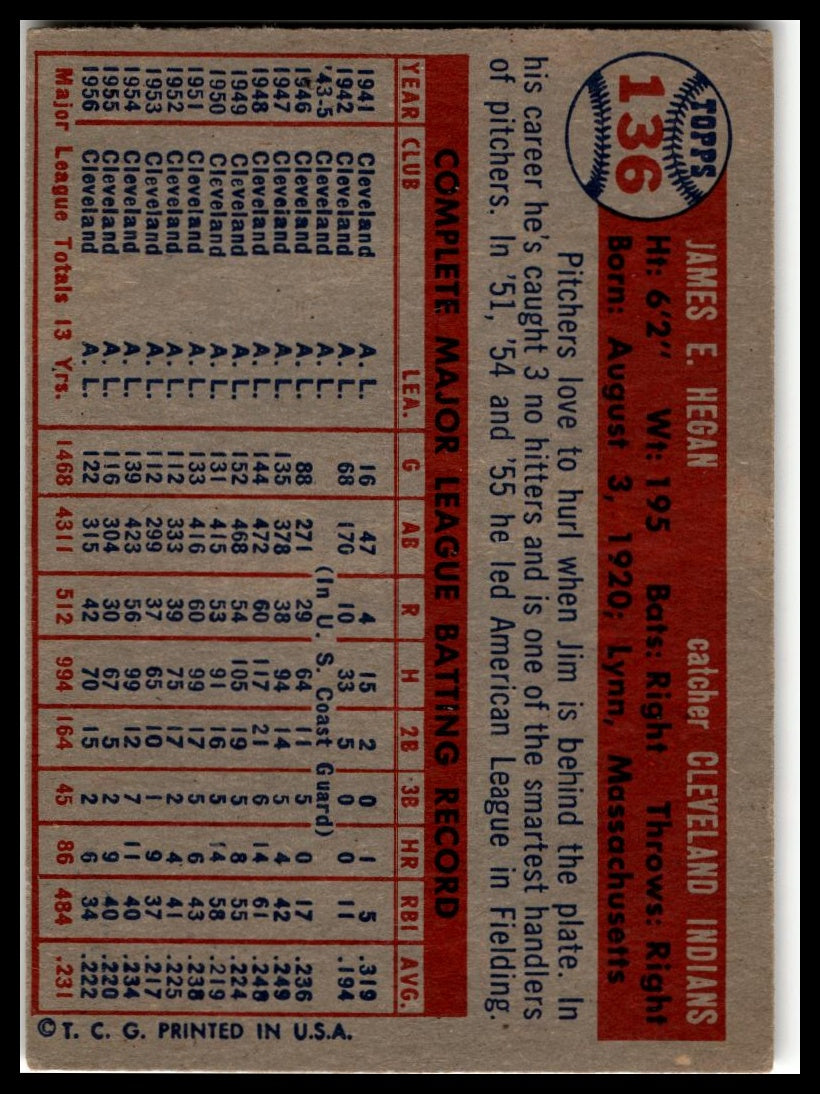 TOPPS
136
JAMES E. HEGAN catcher CLEVELAND INDIANS
Ht: 6'2" Wt: 195 Bats: Right Throws: Right
Born: August 3, 1920; Lynn, Massachusetts
Pitchers love to hurl when Jim is behind the plate. In
his career he's caught 3 no hitters and is one of the smartest handlers
of pitchers. In '51, '54 and '55 he led American League in Fielding.
COMPLETE MAJOR LEAGUE BATTING RECORD
YEAR CLUB LEA. G AB R H 2B 3B HR RBI AVG.
1941 Cleveland A. L. 16 47 4 15 2 0 1 5 .319
1942 Cleveland A. L. 68 170 10 33 5 0 0 11 .194
'43-5 Cleveland A. L. (In U. S. Coast Guard)
1946 Cleveland A. L. 88 271 29 64 11 5 0 17 .236
1947 Cleveland A. L. 135 378 38 94 14 5 4 42 .249
1948 Cleveland A. L. 144 472 60 117 21 6 14 61 .248
1949 Cleveland A. L. 152 468 54 105 19 5 8 55 .224
1950 Cleveland A. L. 131 415 53 91 16 5 14 58 .219
1951 Cleveland A. L. 133 416 60 99 17 5 6 43 .238
1952 Cleveland A. L. 112 333 39 75 17 2 4 41 .225
1953 Cleveland A. L. 112 299 37 65 10 1 9 37 .217
1954 Cleveland A. L. 139 423 56 99 12 7 11 40 .234
1955 Cleveland A. L. 116 304 30 67 5 2 9 40 .220
1956 Cleveland A. L. 122 315 42 70 15 2 6 34 .222
Major League Totals 13 Yrs. 1468 4311 512 994 164 45 86 484 .231
© T. C. G. PRINTED IN U.S.A.